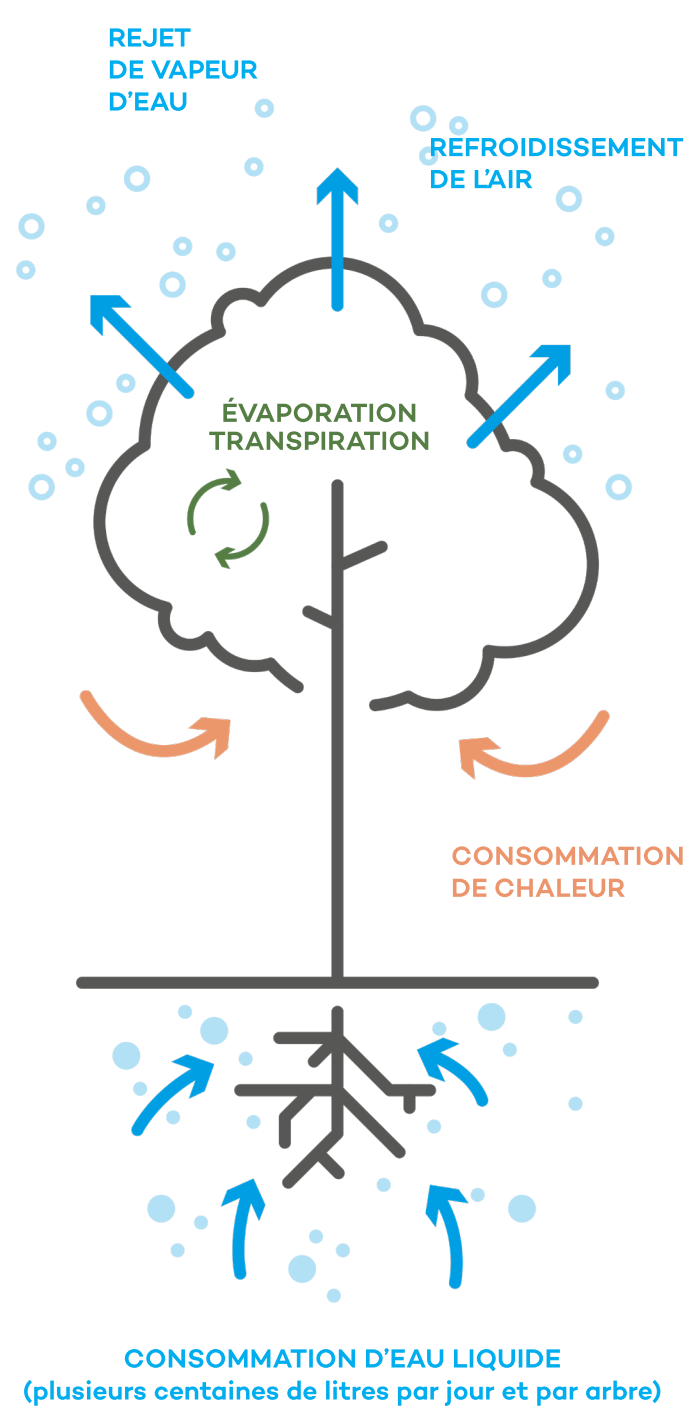 REJET
DE VAPEUR
D’EAU
REFROIDISSEMENT
DE L’AIR
ÉVAPORATION
TRANSPIRATION
CONSOMMATION
DE CHALEUR
CONSOMMATION D’EAU LIQUIDE
(plusieurs centaines de litres par jour et par arbre)